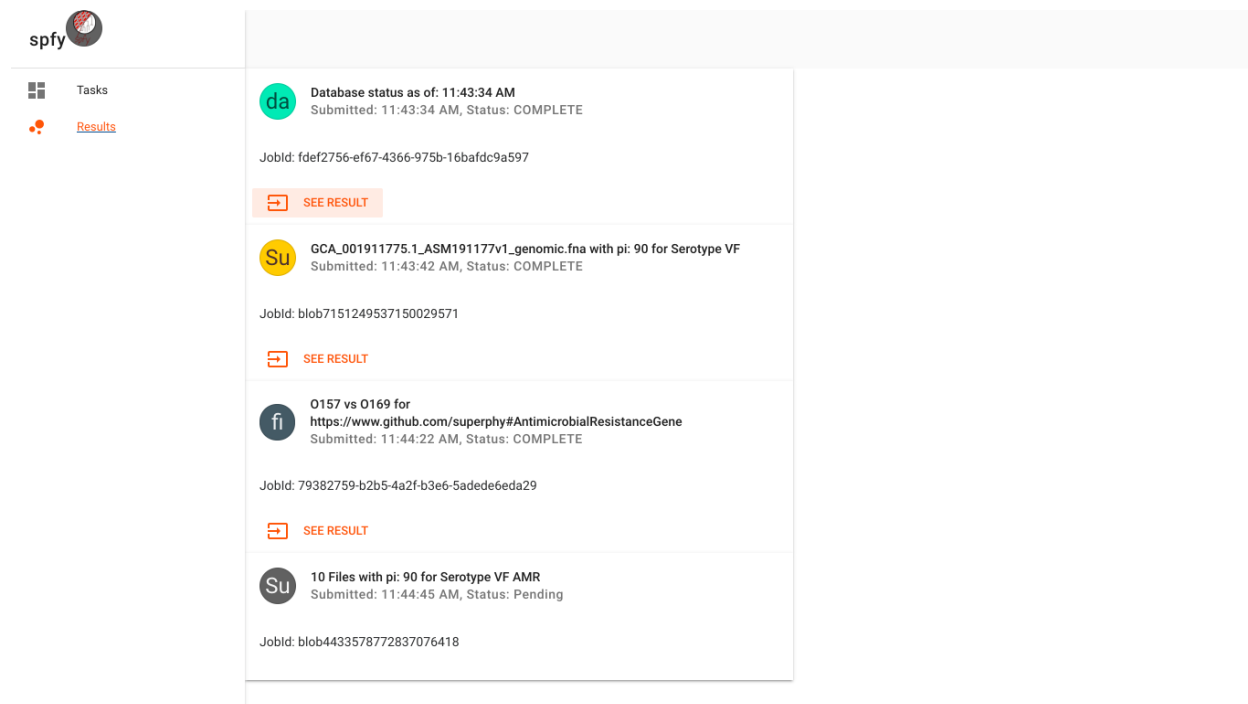 spfy
Tasks
Results
da
Database status as of: 11:43:34 AM
Submitted: 11:43:34 AM, Status: COMPLETE
JobId: fdef2756-ef67-4366-975b-16bafdc9a597
SEE RESULT
Su
GCA_001911775.1_ASM191177v1_genomic.fna with pi: 90 for Serotype VF
Submitted: 11:43:42 AM, Status: COMPLETE
JobId: blob7151249537150029571
SEE RESULT
fi
O157 vs O169 for
https://www.github.com/superphy#AntimicrobialResistanceGene
Submitted: 11:44:22 AM, Status: COMPLETE
JobId: 79382759-b2b5-4a2f-b3e6-5adede6eda29
SEE RESULT
Su
10 Files with pi: 90 for Serotype VF AMR
Submitted: 11:44:45 AM, Status: Pending
JobId: blob4433578772837076418